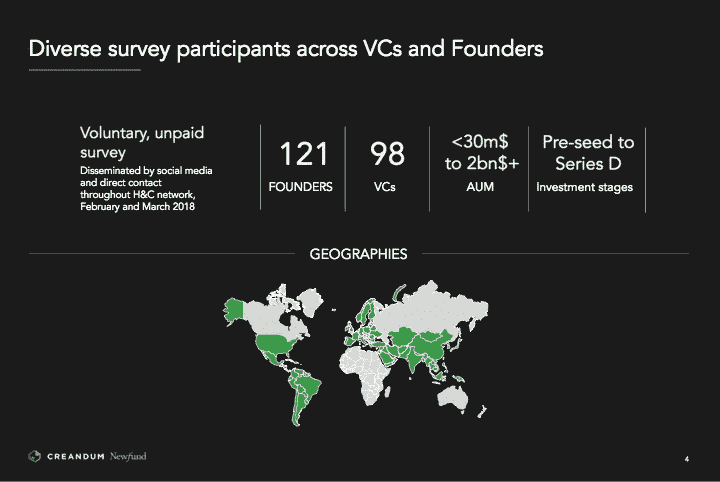 Diverse survey participants across VCs and Founders
Voluntary, unpaid
survey
Disseminated by social media
and direct contact
throughout H&C network,
February and March 2018
121
FOUNDERS
98
VCs
<30m$
to 2bn$+
AUM
Pre-seed to
Series D
Investment stages
GEOGRAPHIES
CREANDUM Newfund
4